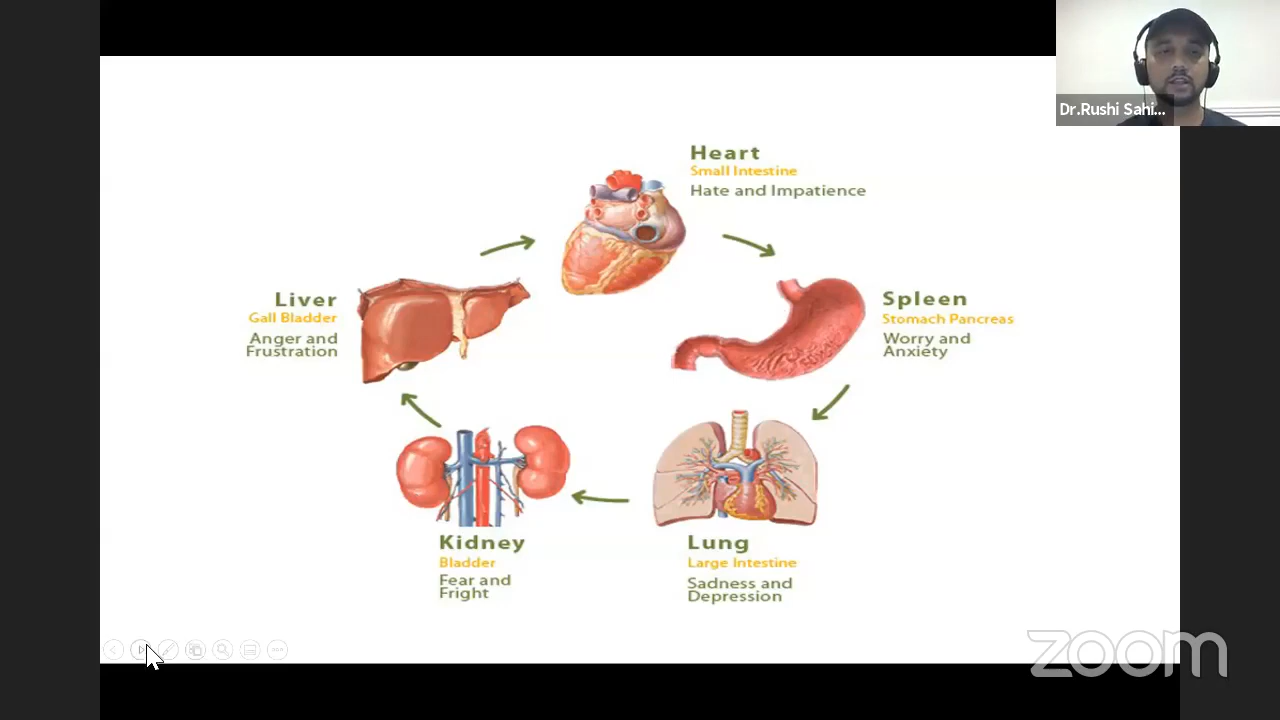 Dr.Rushi Sahi...
Heart
Small Intestine
Hate and Impatience
Liver
Gall Bladder
Anger and
Frustration
Spleen
Stomach Pancreas
Worry and
Anxiety
Kidney
Bladder
Fear and
Fright
Lung
Large Intestine
Sadness and
Depression
zoom